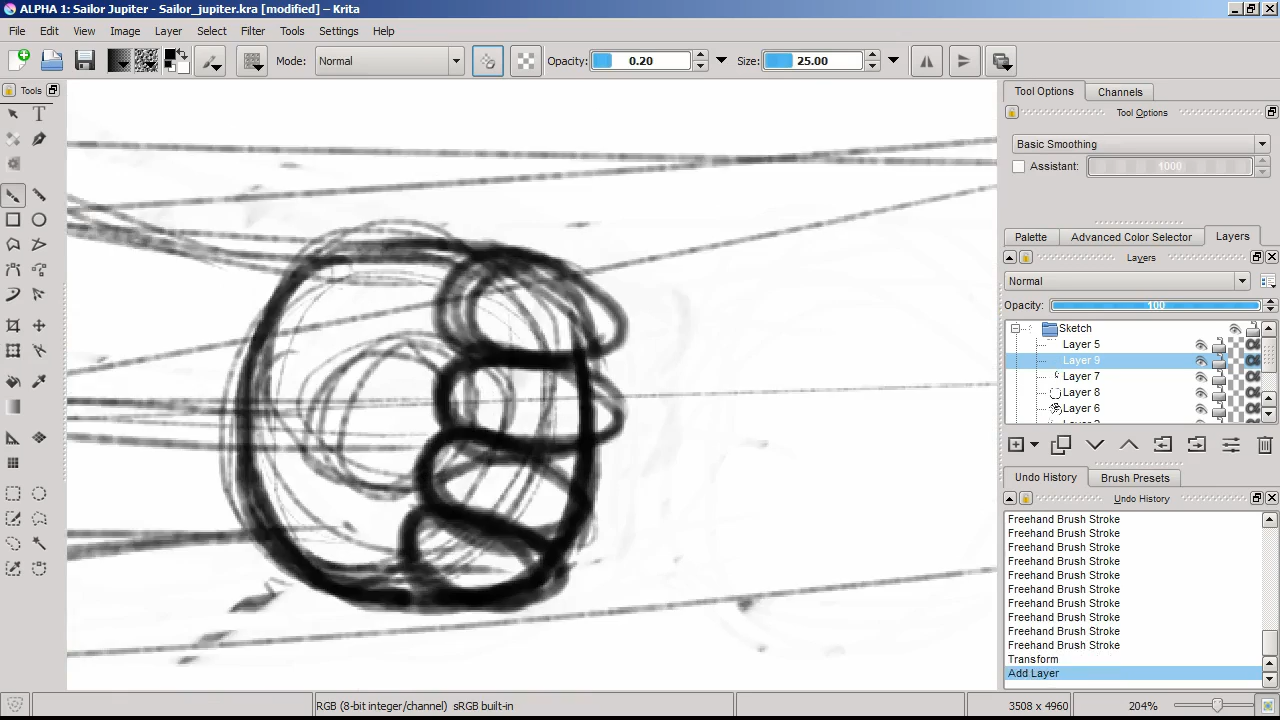 ALPHA 1: Sailor Jupiter - Sailor_jupiter.kra [modified] – Krita
File Edit View Image Layer Select Filter Tools Settings Help
Mode: Normal Opacity: 0.20 Size: 25.00
Tools
Tool Options Channels
Tool Options
Basic Smoothing
Assistant: 1000
Palette Advanced Color Selector Layers
Layers
Normal
Opacity: 100
Sketch
Layer 5
Layer 9
Layer 7
Layer 8
Layer 6
Undo History Brush Presets
Undo History
Freehand Brush Stroke
Freehand Brush Stroke
Freehand Brush Stroke
Freehand Brush Stroke
Freehand Brush Stroke
Freehand Brush Stroke
Freehand Brush Stroke
Freehand Brush Stroke
Freehand Brush Stroke
Freehand Brush Stroke
Transform
Add Layer
RGB (8-bit integer/channel) sRGB built-in 3508 x 4960 204%